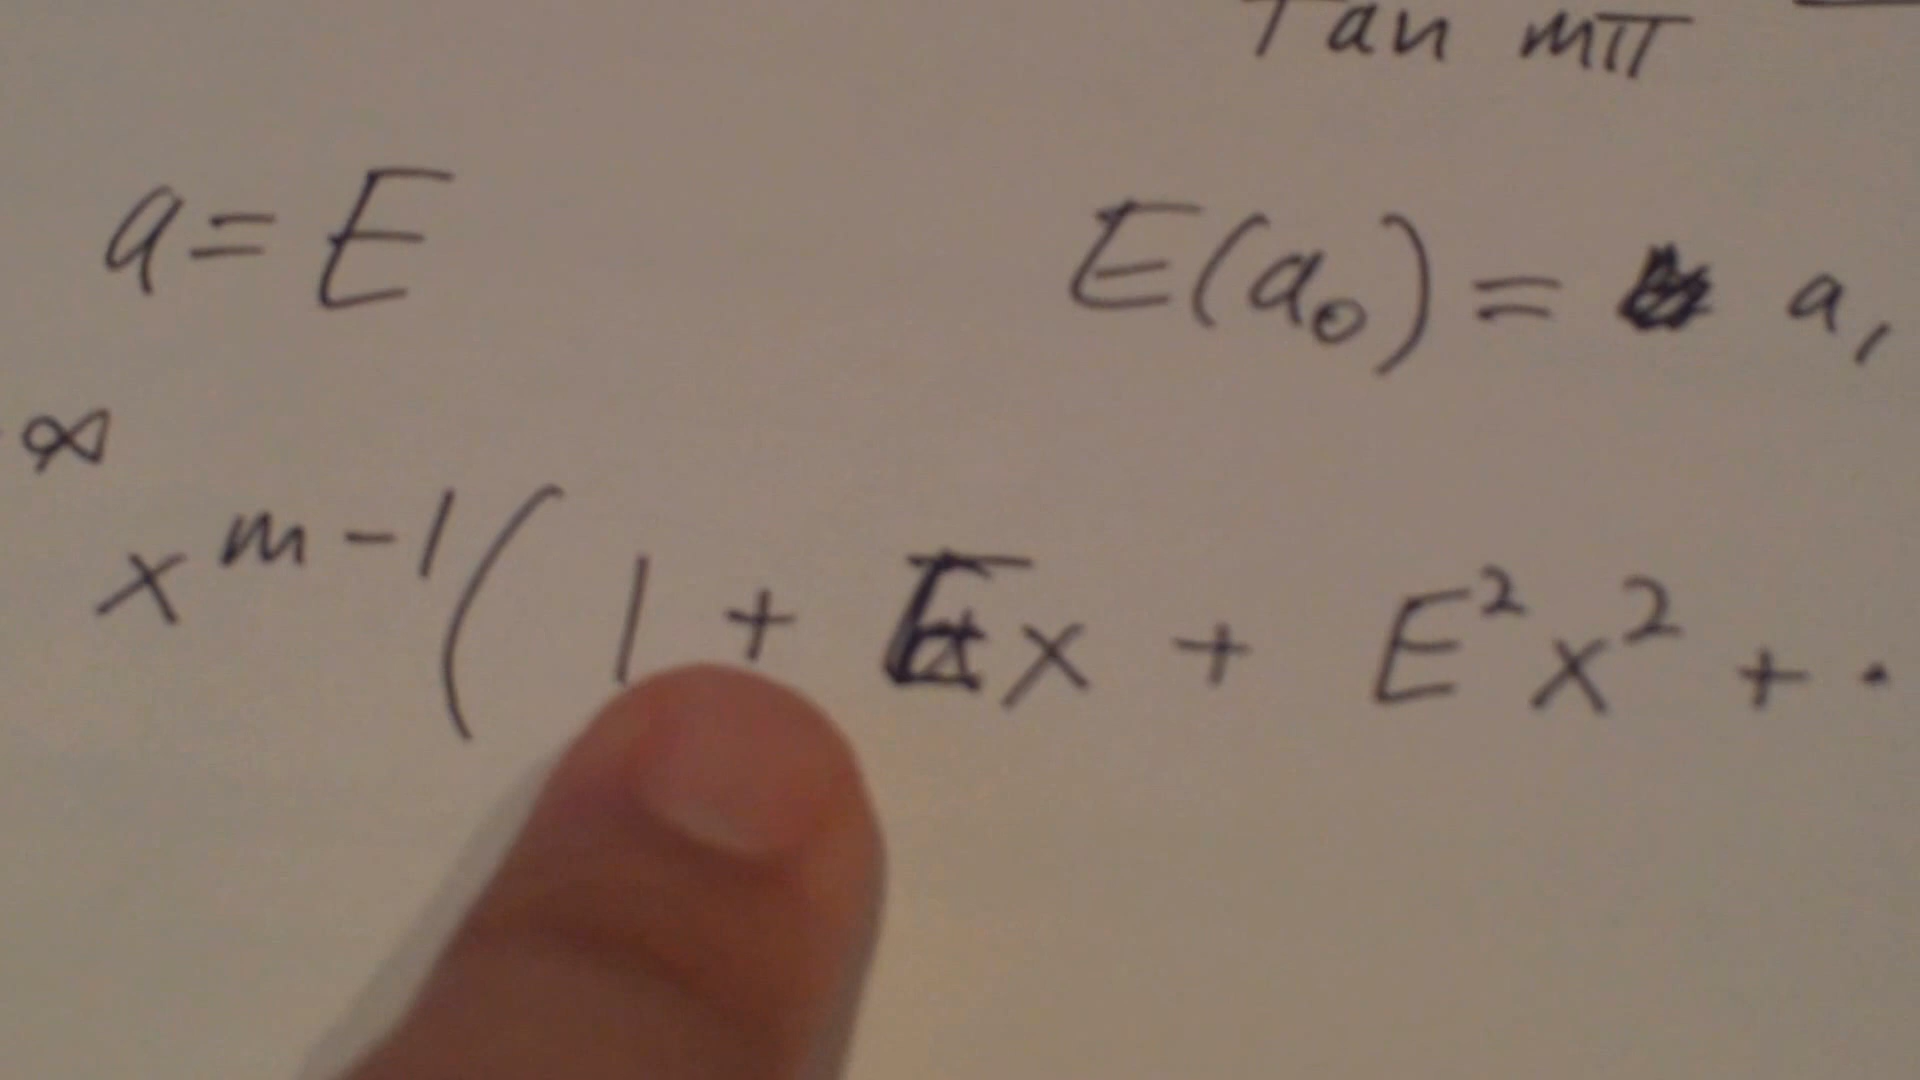 Tan mπ
a = E
E(a₀) = a₁
∞
x^{m-1}(1 + Ex + E²x² + ·